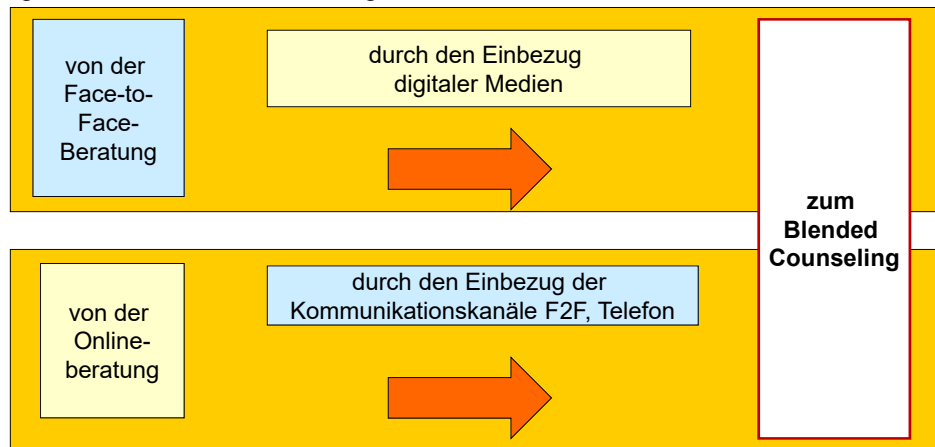 von der
Face-to-
Face-
Beratung
durch den Einbezug
digitaler Medien
zum
Blended
Counseling
von der
Online-
beratung
durch den Einbezug der
Kommunikationskanäle F2F, Telefon